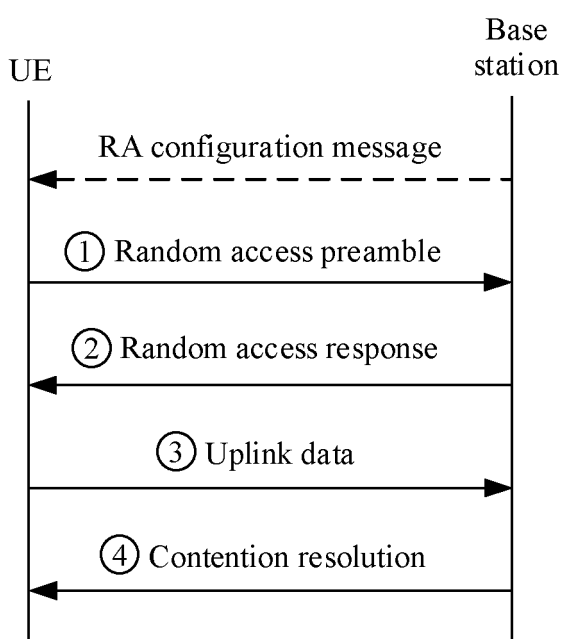 UE
Base
station
RA configuration message
① Random access preamble
② Random access response
③ Uplink data
④ Contention resolution